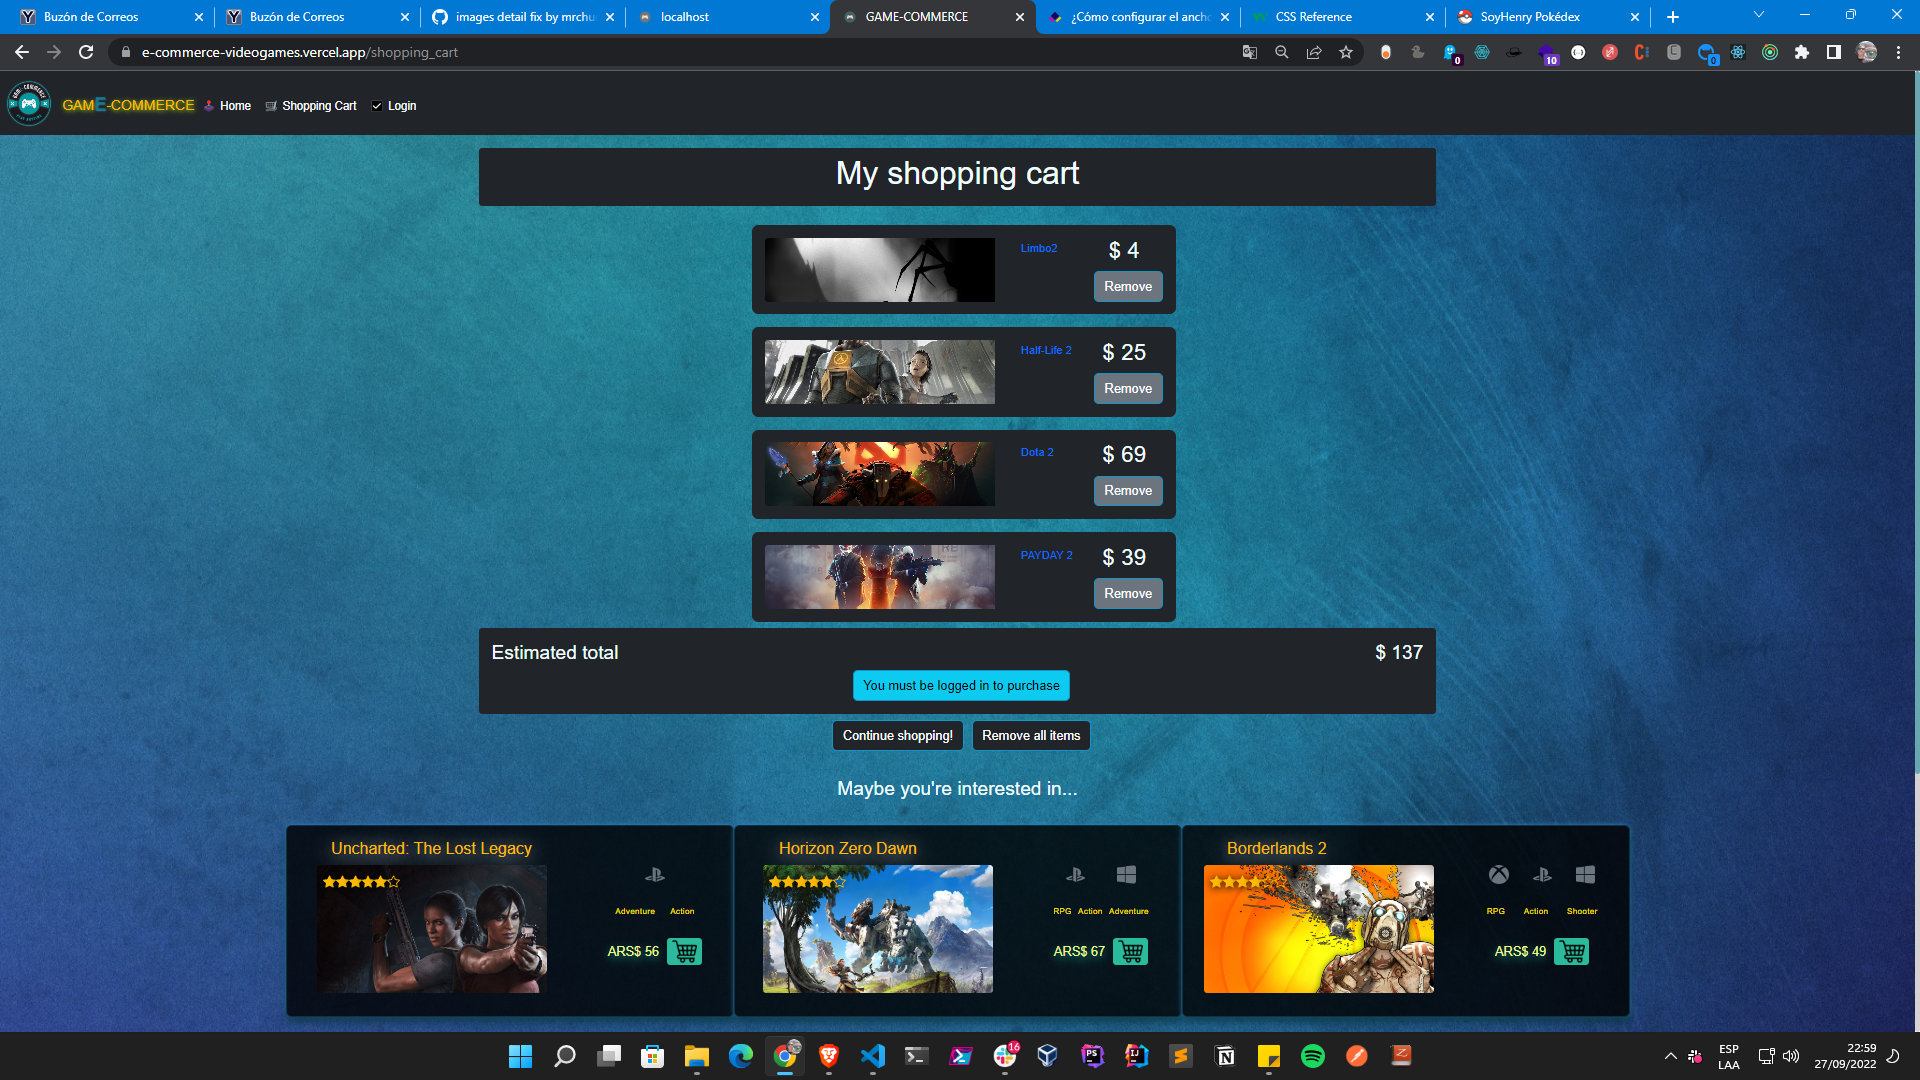 Buzón de Correos
Buzón de Correos
images detail fix by mrchu
localhost
GAME-COMMERCE
¿Cómo configurar el ancho
CSS Reference
SoyHenry Pokédex
e-commerce-videogames.vercel.app/shopping_cart
0
10
0
GAME-COMMERCE Home Shopping Cart Login
My shopping cart
Limbo2
$ 4
Remove
Half-Life 2
$ 25
Remove
Dota 2
$ 69
Remove
PAYDAY 2
$ 39
Remove
Estimated total
$ 137
You must be logged in to purchase
Continue shopping!
Remove all items
Maybe you're interested in...
Uncharted: The Lost Legacy
Adventure Action
ARS$ 56
Horizon Zero Dawn
RPG Action Adventure
ARS$ 67
Borderlands 2
RPG Action Shooter
ARS$ 49
16
ESP
LAA
22:59
27/09/2022